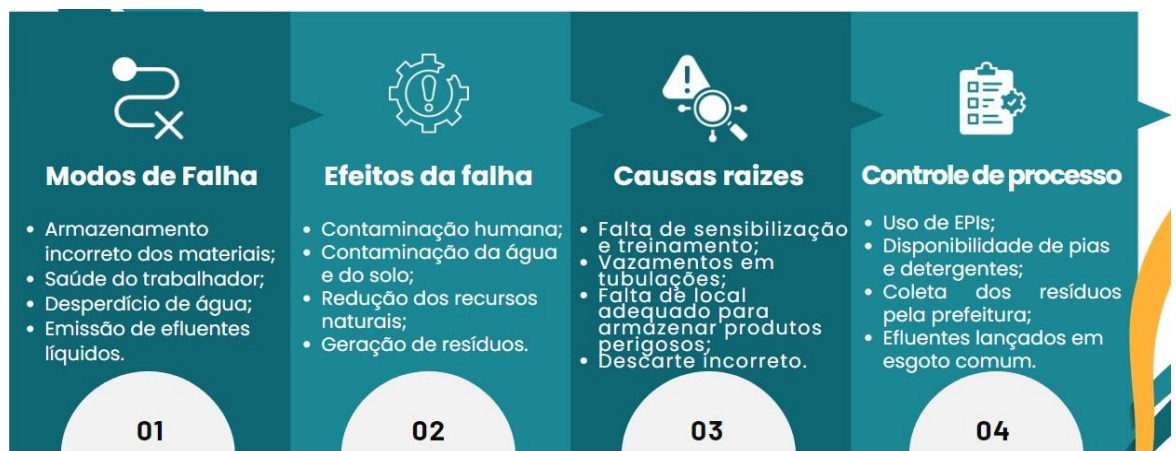 Modos de Falha
• Armazenamento
incorreto dos materiais;
• Saúde do trabalhador;
• Desperdício de água;
• Emissão de efluentes
líquidos.
01
Efeitos da falha
• Contaminação humana;
• Contaminação da água
e do solo;
• Redução dos recursos
naturais;
• Geração de resíduos.
02
Causas raizes
• Falta de sensibilização
e treinamento;
• Vazamentos em
tubulações;
• Falta de local
adequado para
armazenar produtos
perigosos;
• Descarte incorreto.
03
Controle de processo
• Uso de EPIs;
• Disponibilidade de pias
e detergentes;
• Coleta dos resíduos
pela prefeitura;
• Efluentes lançados em
esgoto comum.
04